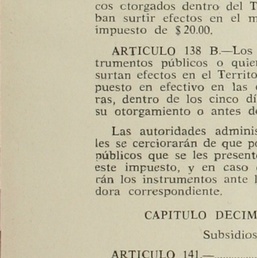 cos otorgados dentro del T
ban surtir efectos en el m
impuesto de $20.00.
ARTICULO 138 B.—Los
trumentos públicos o quier
surtan efectos en el Territo
puesto en efectivo en las
ras, dentro de los cinco dí
su otorgamiento o antes d
Las autoridades adminis
les se cerciorarán de que p
públicos que se les present
este impuesto, y en caso
rán los instrumentos ante l
dora correspondiente.
CAPITULO DECIM
Subsidios
ARTICULO 141.—